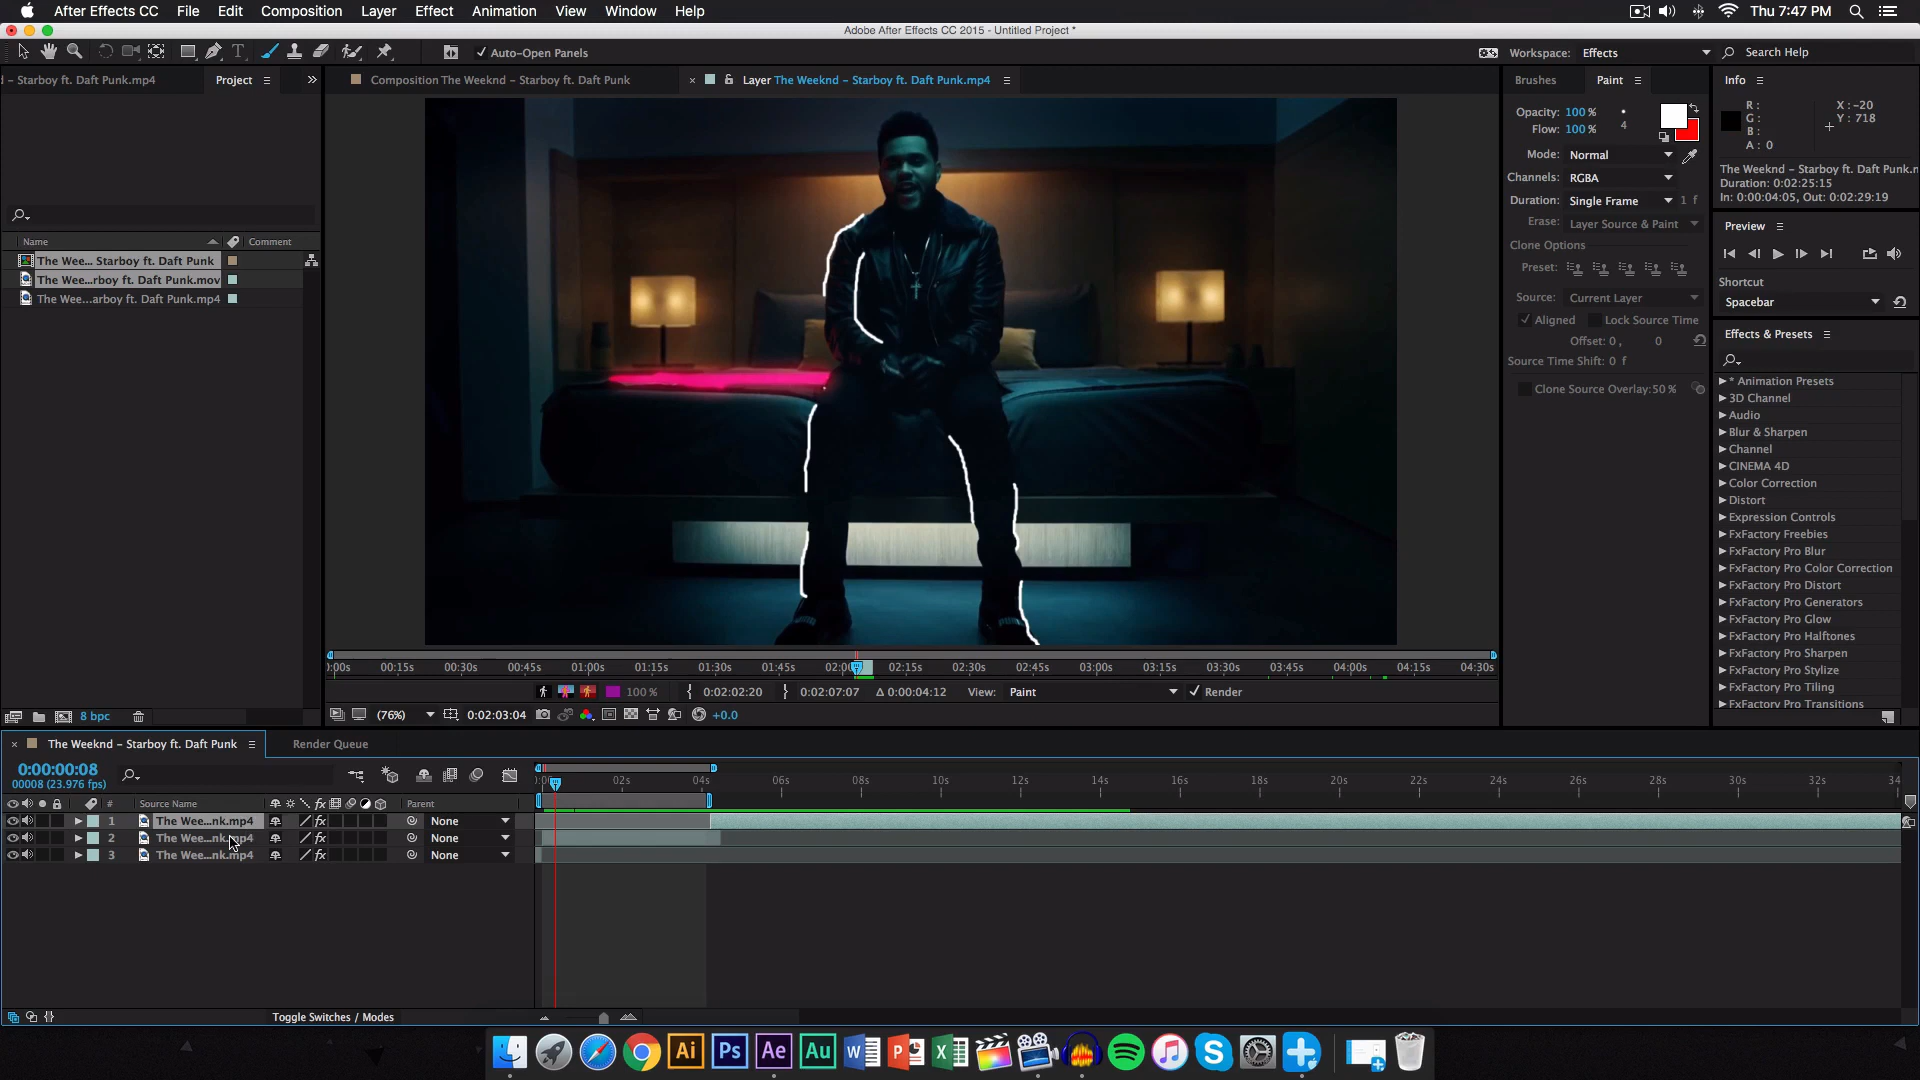 After Effects CC File Edit Composition Layer Effect Animation View Window Help Thu 7:47 PM
Adobe After Effects CC 2015 - Untitled Project *
Auto-Open Panels Workspace: Effects Search Help
– Starboy ft. Daft Punk.mp4 Project
Composition The Weeknd – Starboy ft. Daft Punk
Layer The Weeknd – Starboy ft. Daft Punk.mp4
Name Comment
The Wee... Starboy ft. Daft Punk
The Wee...rboy ft. Daft Punk.mov
The Wee...arboy ft. Daft Punk.mp4
8 bpc
Brushes Paint
Opacity: 100 %
Flow: 100 % 4
Mode: Normal
Channels: RGBA
Duration: Single Frame 1 f
Erase: Layer Source & Paint
Clone Options
Preset:
Source: Current Layer
Aligned Lock Source Time
Offset: 0 , 0
Source Time Shift: 0 f
Clone Source Overlay: 50 %
Info
R :
G :
B :
A : 0
X : -20
Y : 718
The Weeknd – Starboy ft. Daft Punk.n
Duration: 0:02:25:15
In: 0:00:04:05, Out: 0:02:29:19
Preview
Shortcut
Spacebar
Effects & Presets
* Animation Presets
3D Channel
Audio
Blur & Sharpen
Channel
CINEMA 4D
Color Correction
Distort
Expression Controls
FxFactory Freebies
FxFactory Pro Blur
FxFactory Pro Color Correction
FxFactory Pro Distort
FxFactory Pro Generators
FxFactory Pro Glow
FxFactory Pro Halftones
FxFactory Pro Sharpen
FxFactory Pro Stylize
FxFactory Pro Tiling
FxFactory Pro Transitions
):00s 00:15s 00:30s 00:45s 01:00s 01:15s 01:30s 01:45s 02:0 02:15s 02:30s 02:45s 03:00s 03:15s 03:30s 03:45s 04:00s 04:15s 04:30s
100 % { 0:02:02:20 } 0:02:07:07 Δ 0:00:04:12 View: Paint Render
(76%) 0:02:03:04 +0.0
The Weeknd – Starboy ft. Daft Punk Render Queue
0:00:00:08
00008 (23.976 fps)
02s 04s 06s 08s 10s 12s 14s 16s 18s 20s 22s 24s 26s 28s 30s 32s 34
# Source Name fx Parent
1 The Wee...nk.mp4 fx None
2 The Wee...nk.mp4 fx None
3 The Wee...nk.mp4 fx None
Toggle Switches / Modes
Ai Ps Ae Au